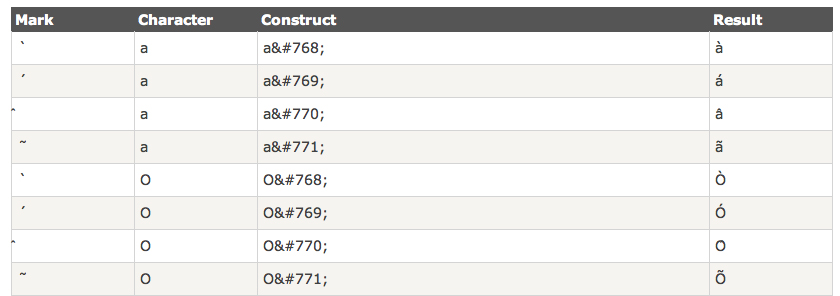 Mark Character Construct Result
̀ a a&#768; à
́ a a&#769; á
̂ a a&#770; â
̃ a a&#771; ã
̀ O O&#768; Ò
́ O O&#769; Ó
̂ O O&#770; Ô
̃ O O&#771; Õ